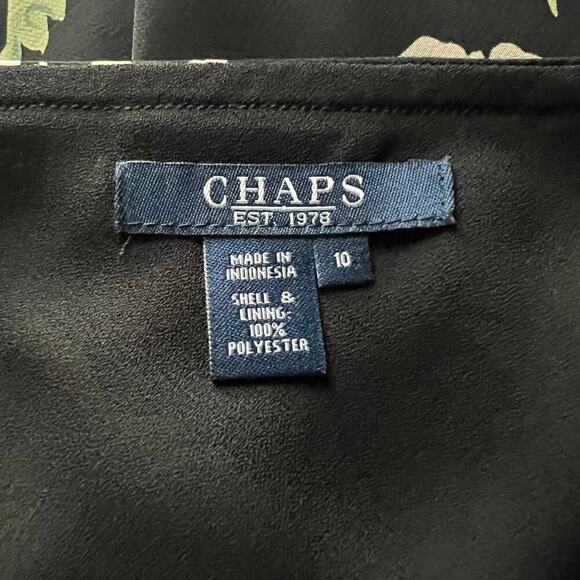 CHAPS
EST 1978
MADE IN
INDONESIA
10
SHELL &
LINING:
100%
POLYESTER